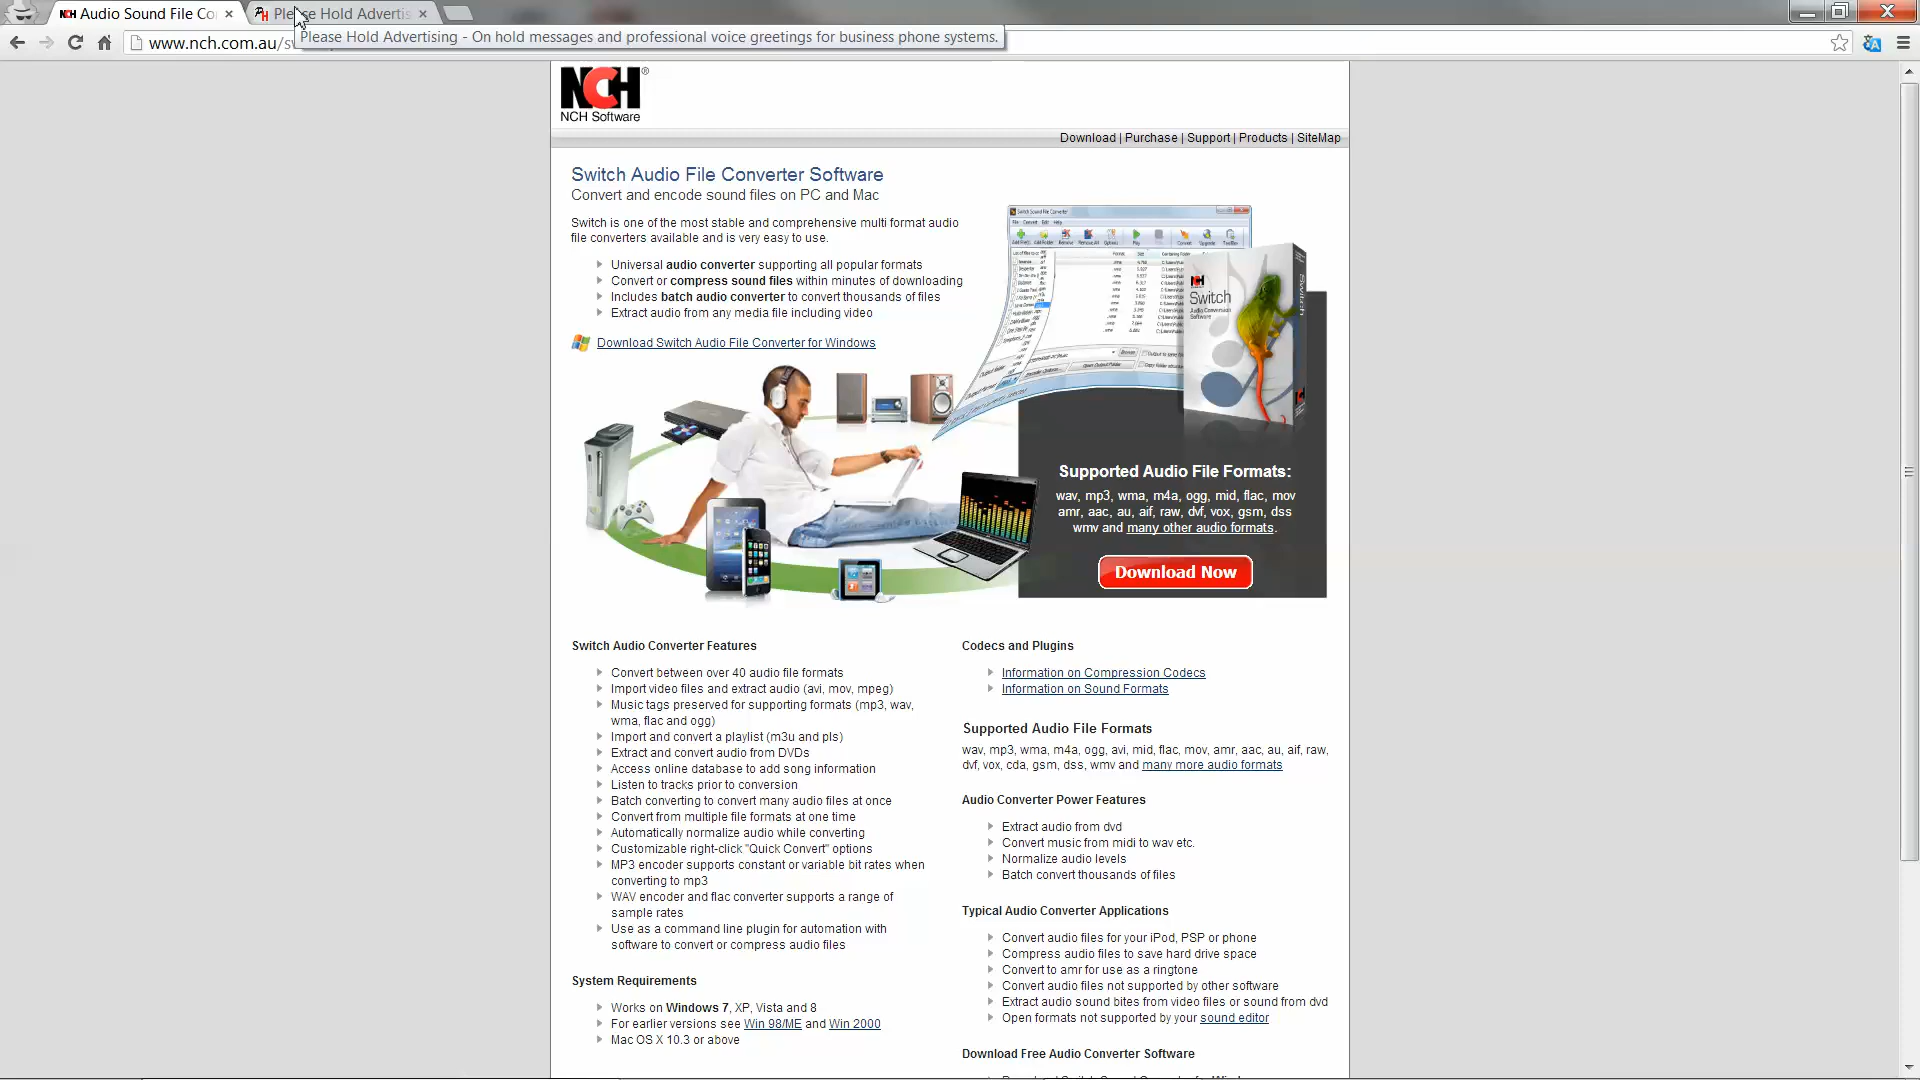 NCH Audio Sound File Co
Please Hold Advertis
www.nch.com.au/s
Please Hold Advertising - On hold messages and professional voice greetings for business phone systems.
NCH®
NCH Software
Download | Purchase | Support | Products | SiteMap
Switch Audio File Converter Software
Convert and encode sound files on PC and Mac
Switch is one of the most stable and comprehensive multi format audio
file converters available and is very easy to use.
Universal audio converter supporting all popular formats
Convert or compress sound files within minutes of downloading
Includes batch audio converter to convert thousands of files
Extract audio from any media file including video
Download Switch Audio File Converter for Windows
Switch Sound File Converter
NCH
Switch
Audio Conversion
Software
Switch
Supported Audio File Formats:
wav, mp3, wma, m4a, ogg, mid, flac, mov
amr, aac, au, aif, raw, dvf, vox, gsm, dss
wmv and many other audio formats.
Download Now
Switch Audio Converter Features
Convert between over 40 audio file formats
Import video files and extract audio (avi, mov, mpeg)
Music tags preserved for supporting formats (mp3, wav,
wma, flac and ogg)
Import and convert a playlist (m3u and pls)
Extract and convert audio from DVDs
Access online database to add song information
Listen to tracks prior to conversion
Batch converting to convert many audio files at once
Convert from multiple file formats at one time
Automatically normalize audio while converting
Customizable right-click "Quick Convert" options
MP3 encoder supports constant or variable bit rates when
converting to mp3
WAV encoder and flac converter supports a range of
sample rates
Use as a command line plugin for automation with
software to convert or compress audio files
System Requirements
Works on Windows 7, XP, Vista and 8
For earlier versions see Win 98/ME and Win 2000
Mac OS X 10.3 or above
Codecs and Plugins
Information on Compression Codecs
Information on Sound Formats
Supported Audio File Formats
wav, mp3, wma, m4a, ogg, avi, mid, flac, mov, amr, aac, au, aif, raw,
dvf, vox, cda, gsm, dss, wmv and many more audio formats
Audio Converter Power Features
Extract audio from dvd
Convert music from midi to wav etc.
Normalize audio levels
Batch convert thousands of files
Typical Audio Converter Applications
Convert audio files for your iPod, PSP or phone
Compress audio files to save hard drive space
Convert to amr for use as a ringtone
Convert audio files not supported by other software
Extract audio sound bites from video files or sound from dvd
Open formats not supported by your sound editor
Download Free Audio Converter Software